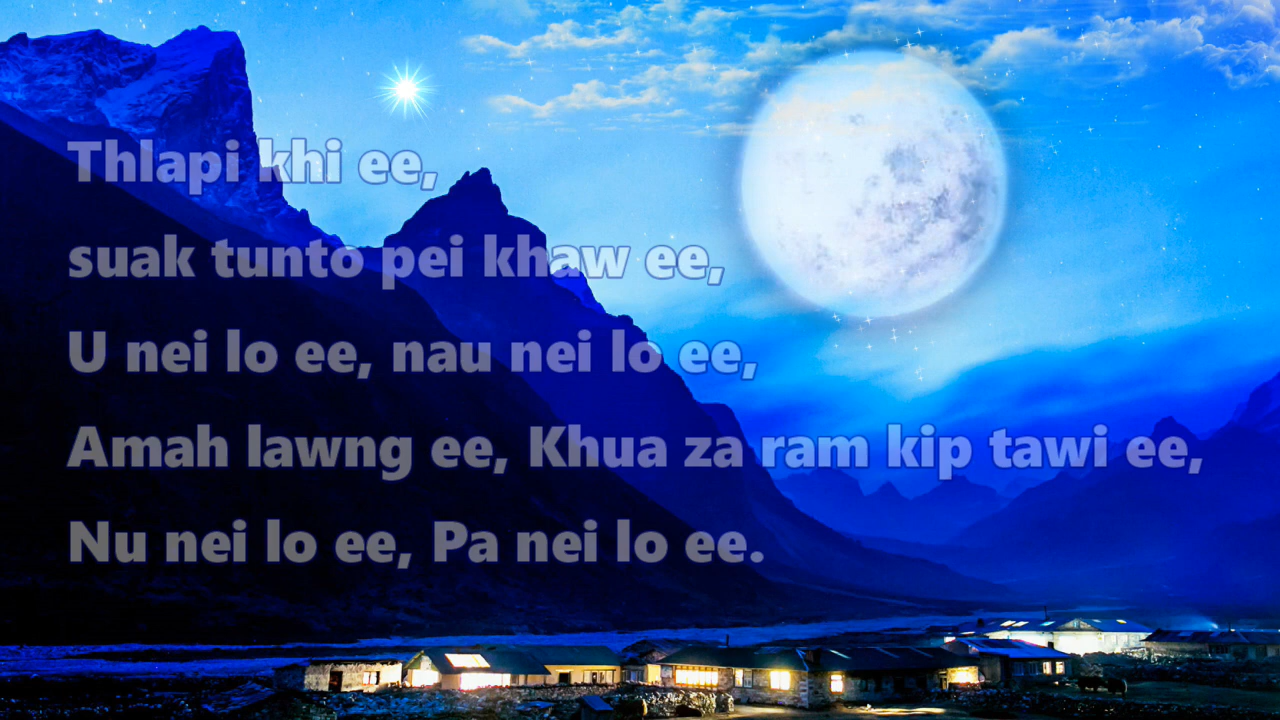 Thlapi khi ee,
suak tunto pei khaw ee,
U nei lo ee, nau nei lo ee,
Amah lawng ee, Khua za ram kip tawi ee,
Nu nei lo ee, Pa nei lo ee.